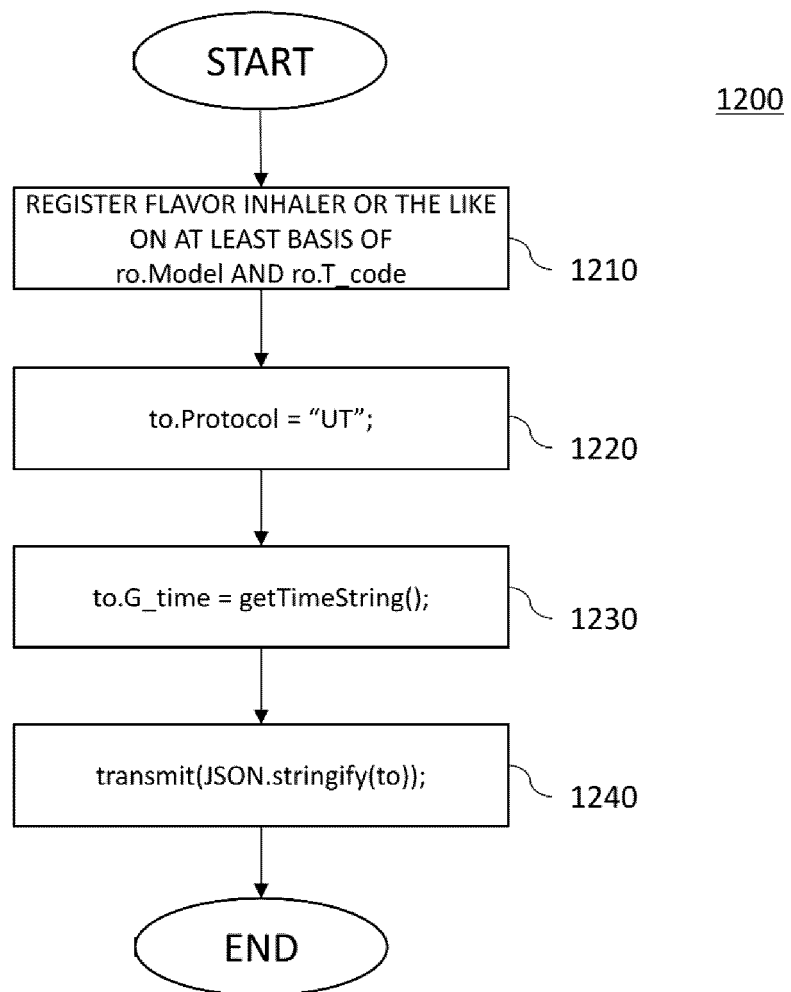 START
1200
REGISTER FLAVOR INHALER OR THE LIKE
ON AT LEAST BASIS OF
ro.Model AND ro.T_code
1210
to.Protocol = “UT”;
1220
to.G_time = getTimeString();
1230
transmit(JSON.stringify(to));
1240
END